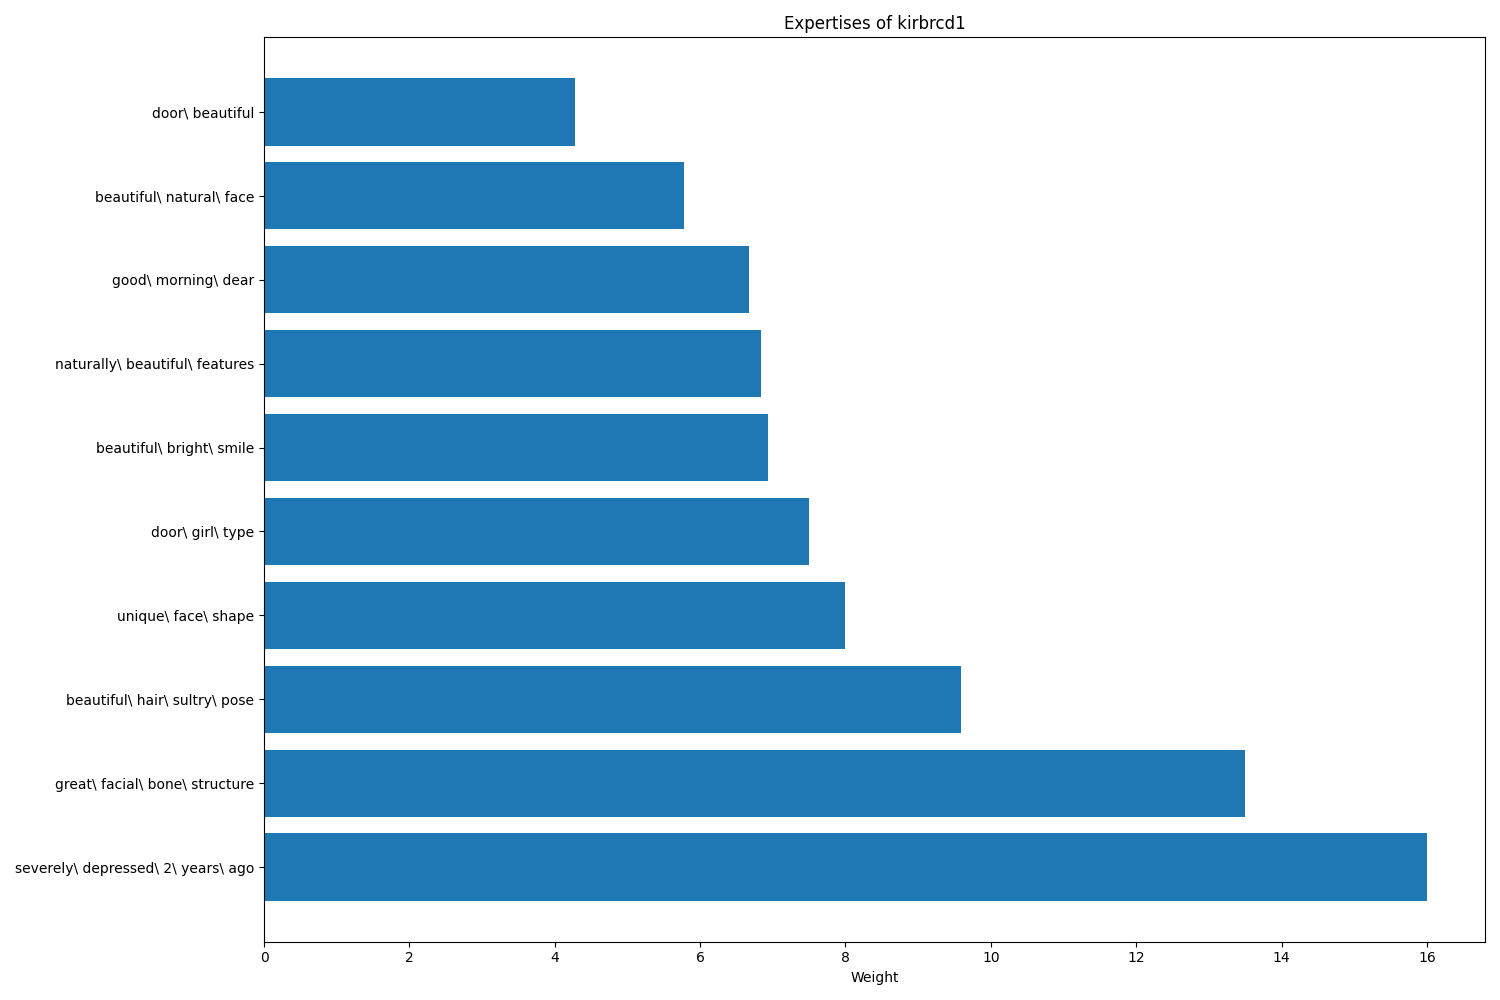 Expertises of kirbrcd1
door\ beautiful
beautiful\ natural\ face
good\ morning\ dear
naturally\ beautiful\ features
beautiful\ bright\ smile
door\ girl\ type
unique\ face\ shape
beautiful\ hair\ sultry\ pose
great\ facial\ bone\ structure
severely\ depressed\ 2\ years\ ago
0 2 4 6 8 10 12 14 16
Weight